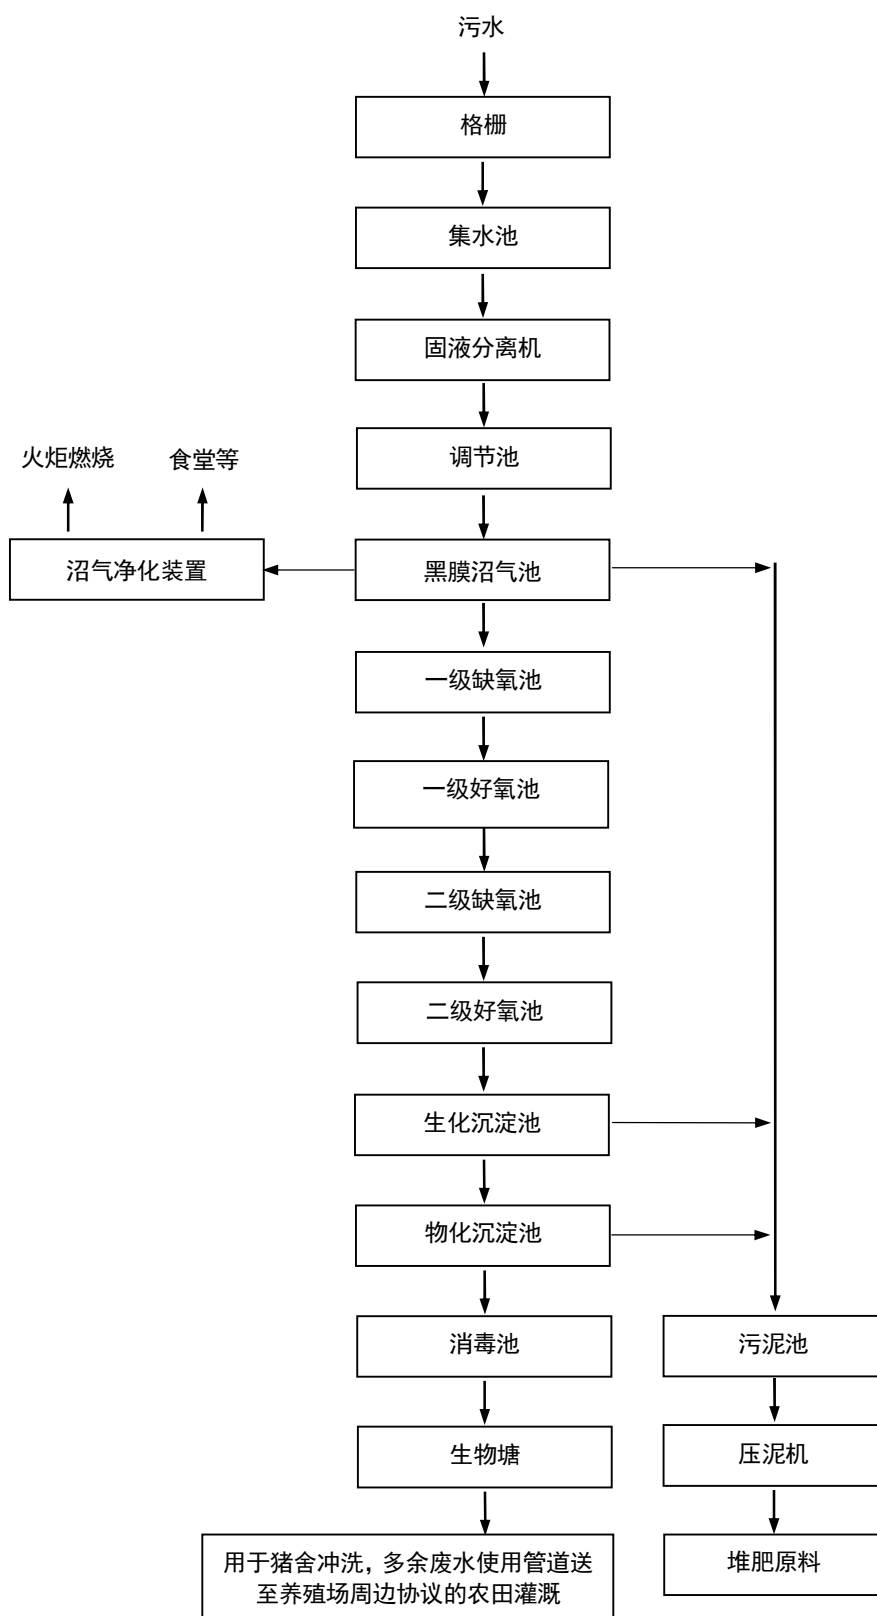 污水
格栅
集水池
固液分离机
调节池
火炬燃烧
食堂等
沼气净化装置
黑膜沼气池
一级缺氧池
一级好氧池
二级缺氧池
二级好氧池
生化沉淀池
物化沉淀池
消毒池
污泥池
生物塘
压泥机
用于猪舍冲洗，多余废水使用管道送
至养殖场周边协议的农田灌溉
堆肥原料